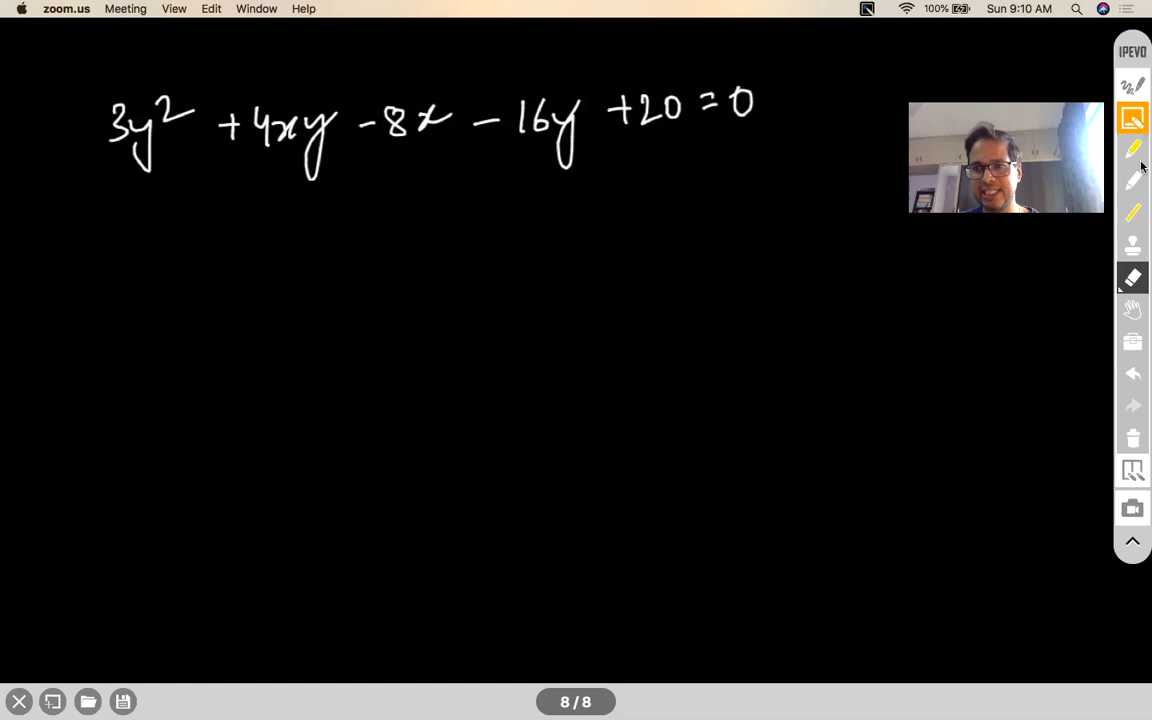 zoom.us Meeting View Edit Window Help 100% Sun 9:10 AM
IPEVO
3y² + 4xy - 8x - 16y + 20 = 0
8 / 8